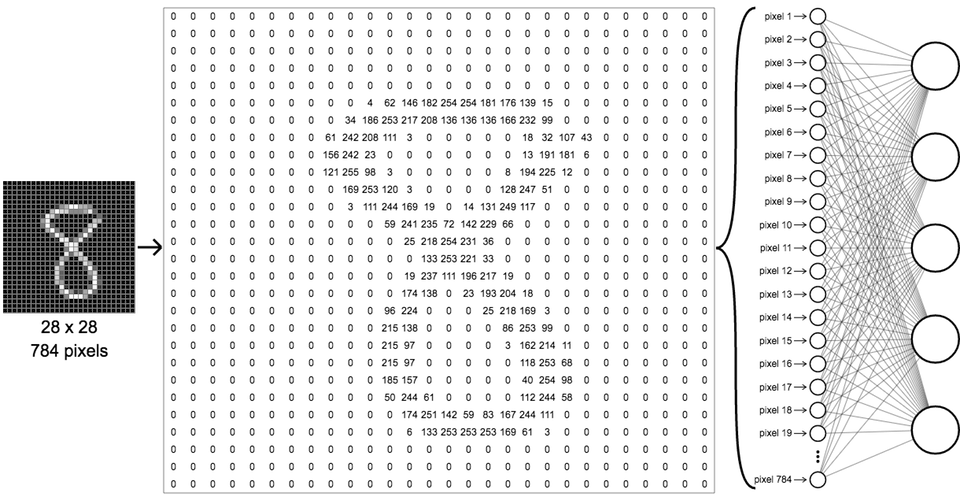 28 x 28
784 pixels
0 0 0 0 0 0 0 0 0 0 0 0 0 0 0 0 0 0 0 0 0 0 0 0 0 0 0 0
0 0 0 0 0 0 0 0 0 0 0 0 0 0 0 0 0 0 0 0 0 0 0 0 0 0 0 0
0 0 0 0 0 0 0 0 0 0 0 0 0 0 0 0 0 0 0 0 0 0 0 0 0 0 0 0
0 0 0 0 0 0 0 0 0 0 0 0 0 0 0 0 0 0 0 0 0 0 0 0 0 0 0 0
0 0 0 0 0 0 0 0 0 0 0 0 0 0 0 0 0 0 0 0 0 0 0 0 0 0 0 0
0 0 0 0 0 0 0 0 0 0 4 62 146 182 254 254 181 176 139 15 0 0 0 0 0 0 0 0
0 0 0 0 0 0 0 0 0 34 186 253 217 208 136 136 136 166 232 99 0 0 0 0 0 0 0 0
0 0 0 0 0 0 0 0 61 242 208 111 3 0 0 0 0 0 18 32 107 43 0 0 0 0 0 0
0 0 0 0 0 0 0 0 156 242 23 0 0 0 0 0 0 0 13 191 181 6 0 0 0 0 0 0
0 0 0 0 0 0 0 0 121 255 98 3 0 0 0 0 0 8 194 225 12 0 0 0 0 0 0 0
0 0 0 0 0 0 0 0 0 169 253 120 3 0 0 0 0 128 247 51 0 0 0 0 0 0 0 0
0 0 0 0 0 0 0 0 0 3 111 244 169 19 0 14 131 249 117 0 0 0 0 0 0 0 0 0
0 0 0 0 0 0 0 0 0 0 0 59 241 235 72 142 229 66 0 0 0 0 0 0 0 0 0 0
0 0 0 0 0 0 0 0 0 0 0 0 25 218 254 231 36 0 0 0 0 0 0 0 0 0 0 0
0 0 0 0 0 0 0 0 0 0 0 0 0 133 253 221 33 0 0 0 0 0 0 0 0 0 0 0
0 0 0 0 0 0 0 0 0 0 0 0 19 237 111 196 217 19 0 0 0 0 0 0 0 0 0 0
0 0 0 0 0 0 0 0 0 0 0 0 174 138 0 23 193 204 18 0 0 0 0 0 0 0 0 0
0 0 0 0 0 0 0 0 0 0 0 96 224 0 0 0 25 218 169 3 0 0 0 0 0 0 0 0
0 0 0 0 0 0 0 0 0 0 0 215 138 0 0 0 0 86 253 99 0 0 0 0 0 0 0 0
0 0 0 0 0 0 0 0 0 0 0 215 97 0 0 0 0 3 162 214 11 0 0 0 0 0 0 0
0 0 0 0 0 0 0 0 0 0 0 215 97 0 0 0 0 0 118 253 68 0 0 0 0 0 0 0
0 0 0 0 0 0 0 0 0 0 0 185 157 0 0 0 0 0 40 254 98 0 0 0 0 0 0 0
0 0 0 0 0 0 0 0 0 0 0 50 244 61 0 0 0 0 112 244 58 0 0 0 0 0 0 0
0 0 0 0 0 0 0 0 0 0 0 0 174 251 142 59 83 167 244 111 0 0 0 0 0 0 0 0
0 0 0 0 0 0 0 0 0 0 0 0 6 133 253 253 253 169 61 3 0 0 0 0 0 0 0 0
0 0 0 0 0 0 0 0 0 0 0 0 0 0 0 0 0 0 0 0 0 0 0 0 0 0 0 0
0 0 0 0 0 0 0 0 0 0 0 0 0 0 0 0 0 0 0 0 0 0 0 0 0 0 0 0
0 0 0 0 0 0 0 0 0 0 0 0 0 0 0 0 0 0 0 0 0 0 0 0 0 0 0 0
pixel 1
pixel 2
pixel 3
pixel 4
pixel 5
pixel 6
pixel 7
pixel 8
pixel 9
pixel 10
pixel 11
pixel 12
pixel 13
pixel 14
pixel 15
pixel 16
pixel 17
pixel 18
pixel 19
pixel 784